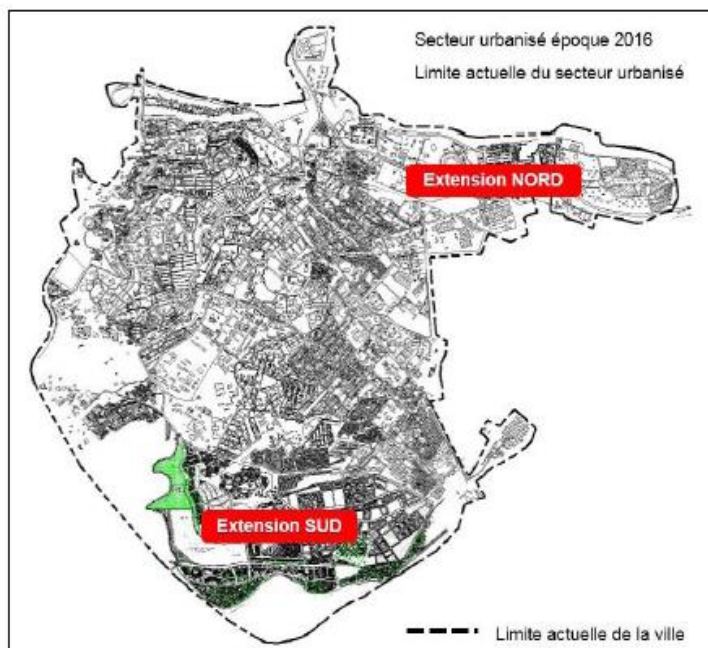 Secteur urbanisé époque 2016
Limite actuelle du secteur urbanisé
Extension NORD
Extension SUD
Limite actuelle de la ville